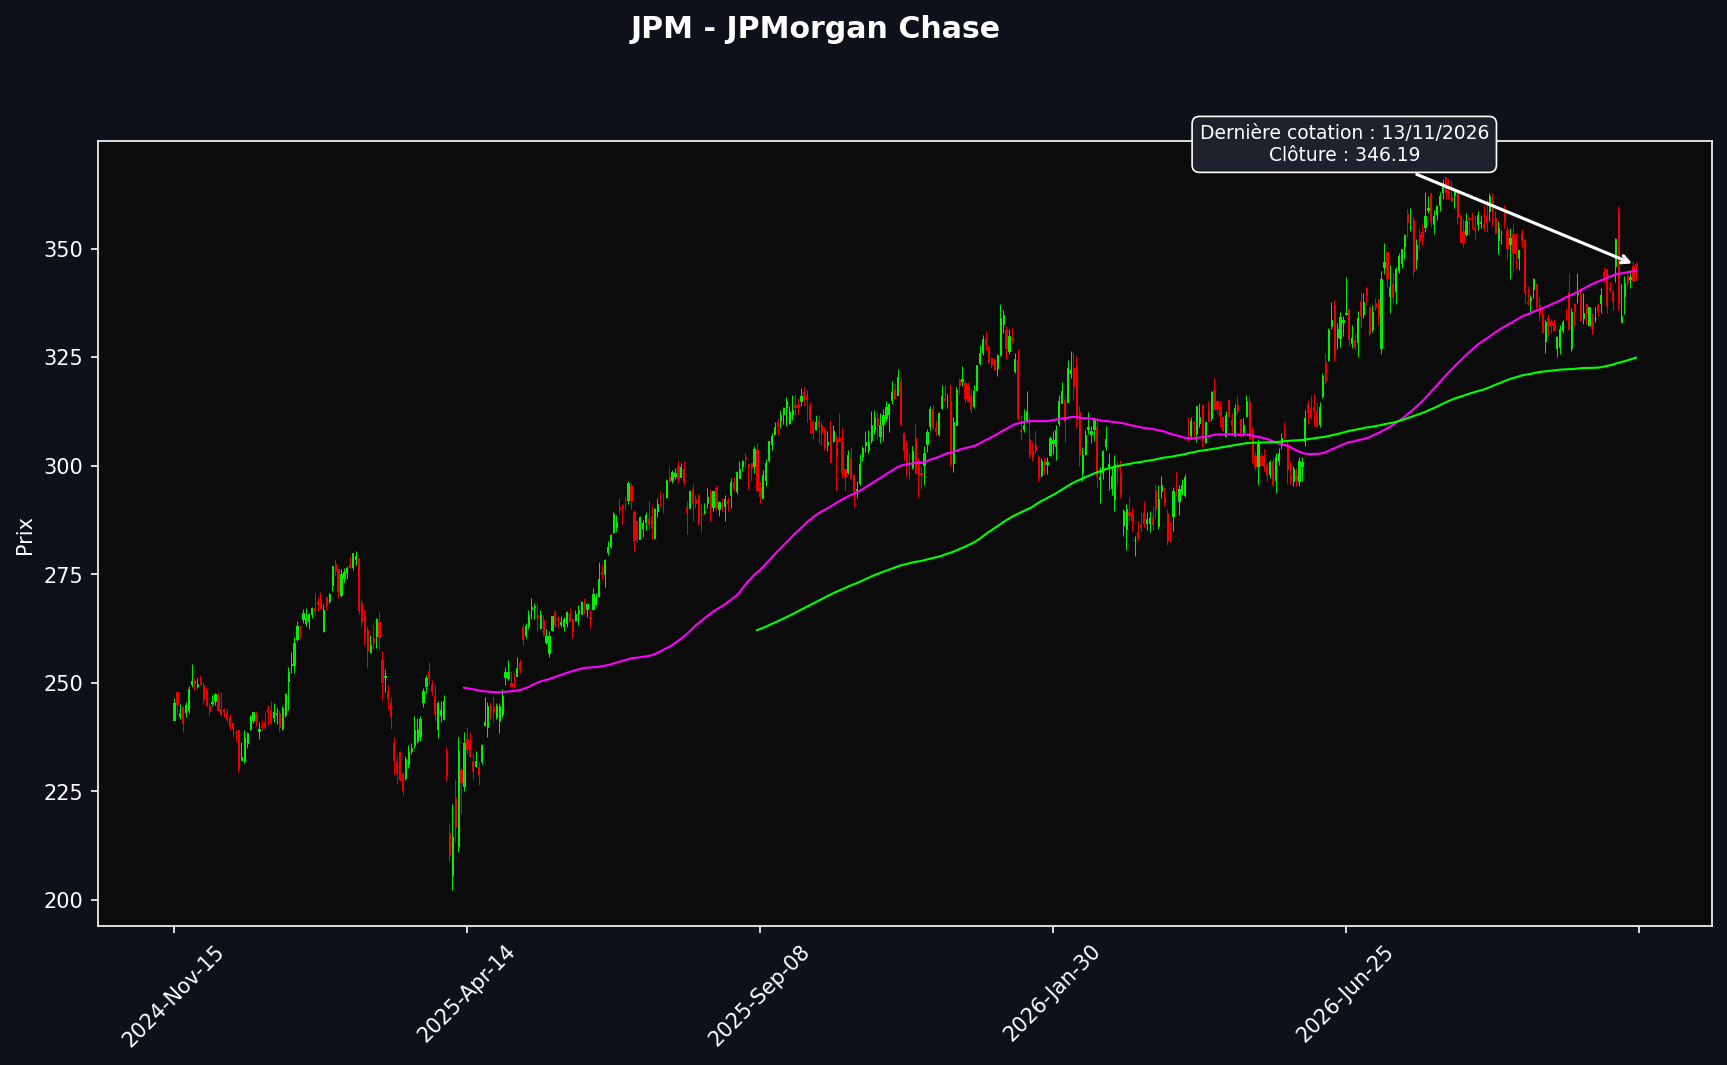 JPM - JPMorgan Chase
Dernière cotation : 13/11/2026
Clôture : 346.19
350
325
300
275
250
225
200
Prix
2024-Nov-15
2025-Apr-14
2025-Sep-08
2026-Jan-30
2026-Jun-25